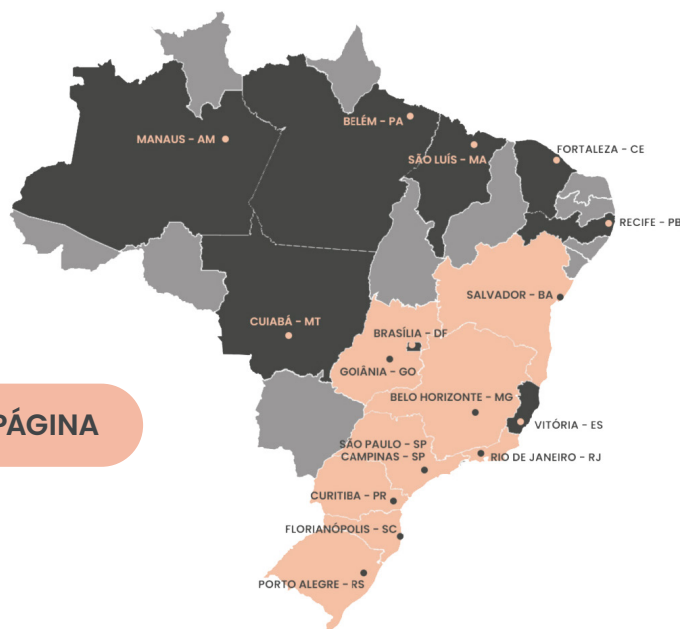 MANAUS - AM
BELÉM - PA
SÃO LUÍS - MA
FORTALEZA - CE
RECIFE - PB
SALVADOR - BA
CUIABÁ - MT
BRASÍLIA - DF
GOIÂNIA - GO
BELO HORIZONTE - MG
PÁGINA
VITÓRIA - ES
SÃO PAULO - SP
CAMPINAS - SP
RIO DE JANEIRO - RJ
CURITIBA - PR
FLORIANÓPOLIS - SC
PORTO ALEGRE - RS